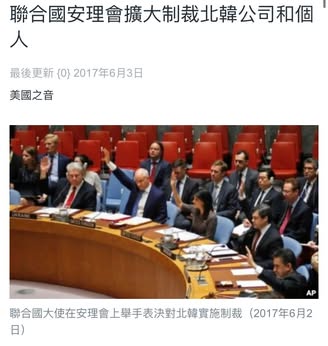 聯合國安理會擴大制裁北韓公司和個
人
最後更新 {0} 2017年6月3日
美國之音
AP
聯合國大使在安理會上舉手表決對北韓實施制裁（2017年6月2
日）